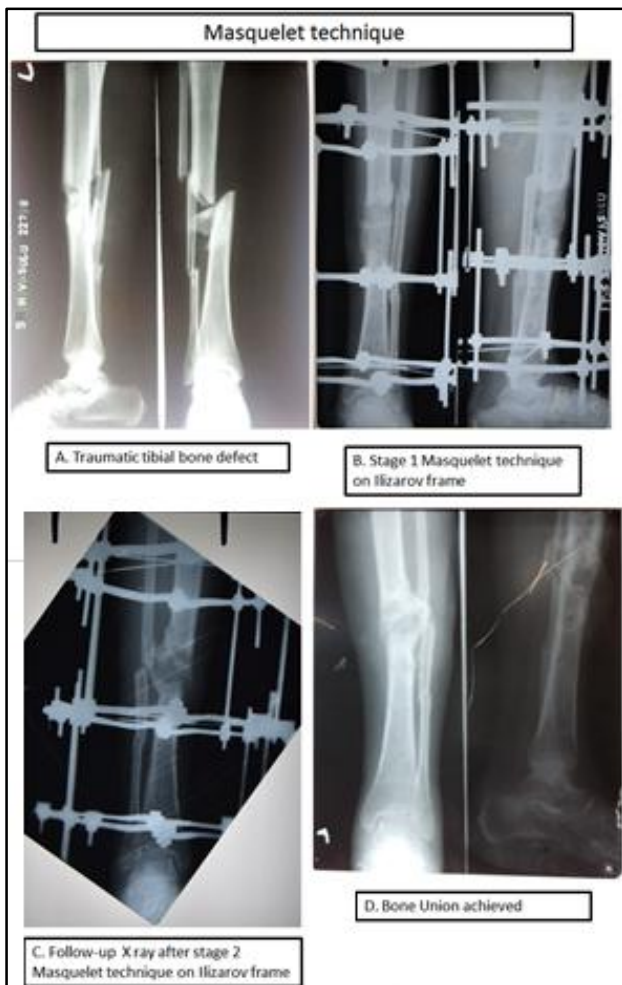 Masquelet technique
A. Traumatic tibial bone defect
B. Stage 1 Masquelet technique
on Ilizarov frame
C. Follow-up X ray after stage 2
Masquelet technique on Ilizarov frame
D. Bone Union achieved